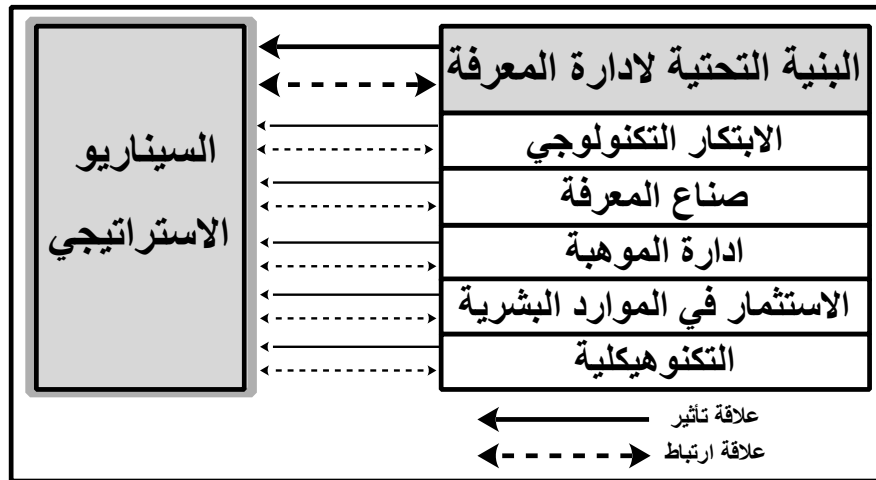 البنية التحتية لادارة المعرفة
الابتكار التكنولوجي
صناع المعرفة
ادارة الموهبة
الاستثمار في الموارد البشرية
التكنوهيكلية
السيناريو
الاستراتيجي
علاقة تأثير
علاقة ارتباط